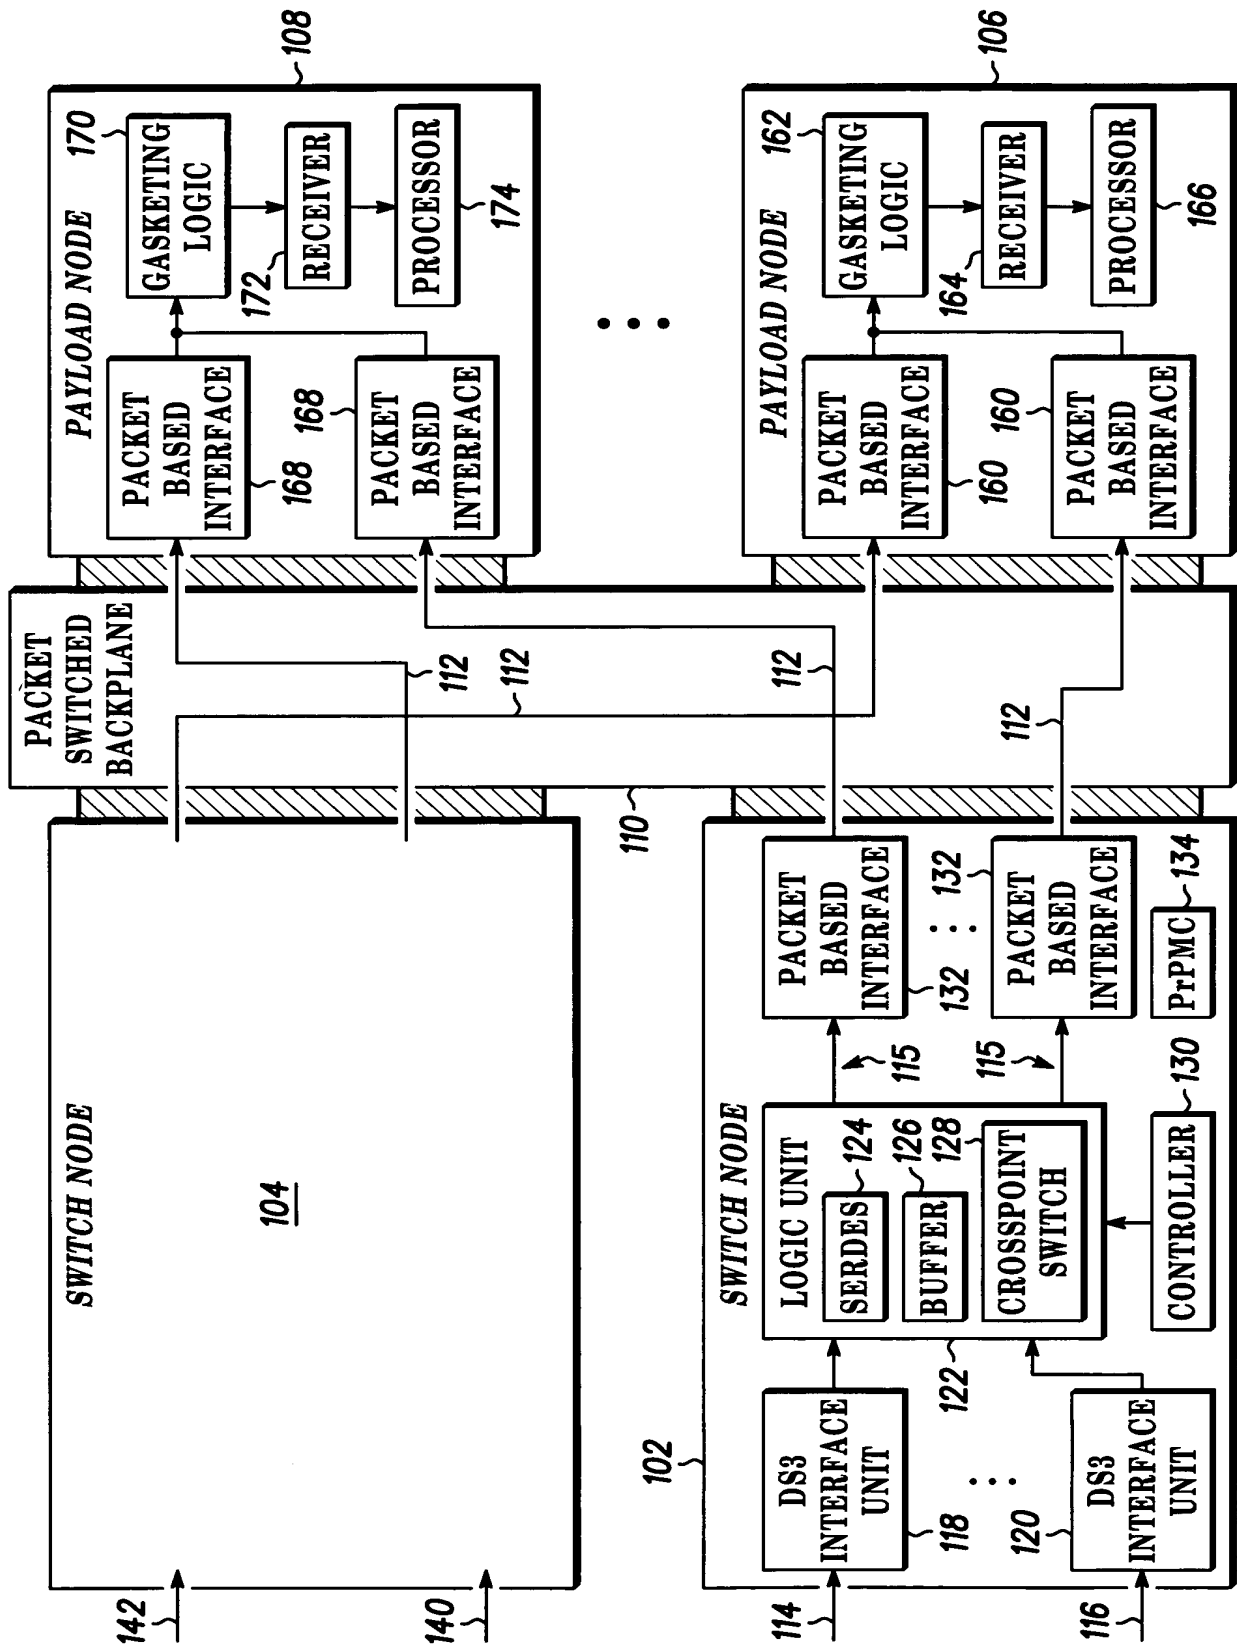 PACKET
SWITCHED
BACKPLANE
SWITCH NODE
104
142
140
110
112
112
112
112
PAYLOAD NODE
108
PACKET
BASED
INTERFACE
168
PACKET
BASED
INTERFACE
168
GASKETING
LOGIC
170
RECEIVER
172
PROCESSOR
174
PAYLOAD NODE
106
PACKET
BASED
INTERFACE
160
PACKET
BASED
INTERFACE
160
GASKETING
LOGIC
162
RECEIVER
164
PROCESSOR
166
102
SWITCH NODE
114
DS3
INTERFACE
UNIT
118
116
DS3
INTERFACE
UNIT
120
LOGIC UNIT
SERDES
124
BUFFER
126
CROSSPOINT
SWITCH
128
122
CONTROLLER
130
115
115
PACKET
BASED
INTERFACE
132
PACKET
BASED
INTERFACE
132
PrPMC
134